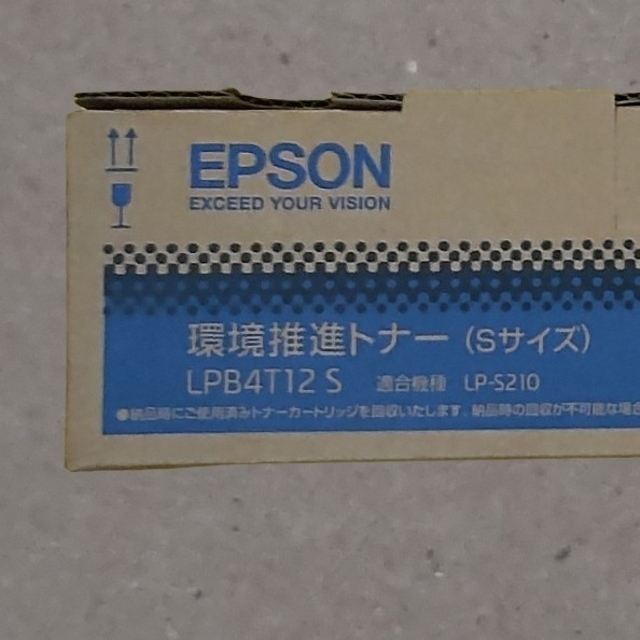 EPSON
EXCEED YOUR VISION
環境推進トナー (Sサイズ)
LPB4T12 S 適合機種 LP-S210
●納品時にご使用済みトナーカートリッジを回収いたします 納品時の回収が不可能な場合